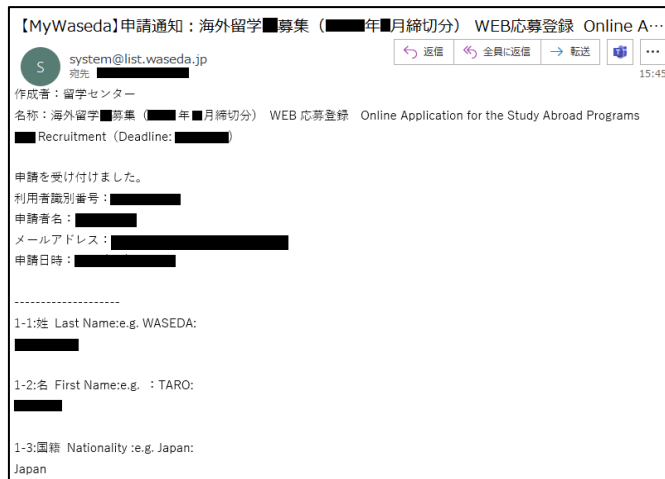 【MyWaseda】申請通知：海外留学 募集（ 年 月締切分） WEB応募登録 Online A…
S
system@list.waseda.jp
宛先
返信
全員に返信
転送
15:45
作成者：留学センター
名称：海外留学 募集（ 年 月締切分） WEB 応募登録 Online Application for the Study Abroad Programs
Recruitment（Deadline: ）
申請を受け付けました。
利用者識別番号：
申請者名：
メールアドレス：
申請日時：
--------------------
1-1:姓 Last Name:e.g. WASEDA:
1-2:名 First Name:e.g. ：TARO:
1-3:国籍 Nationality :e.g. Japan:
Japan